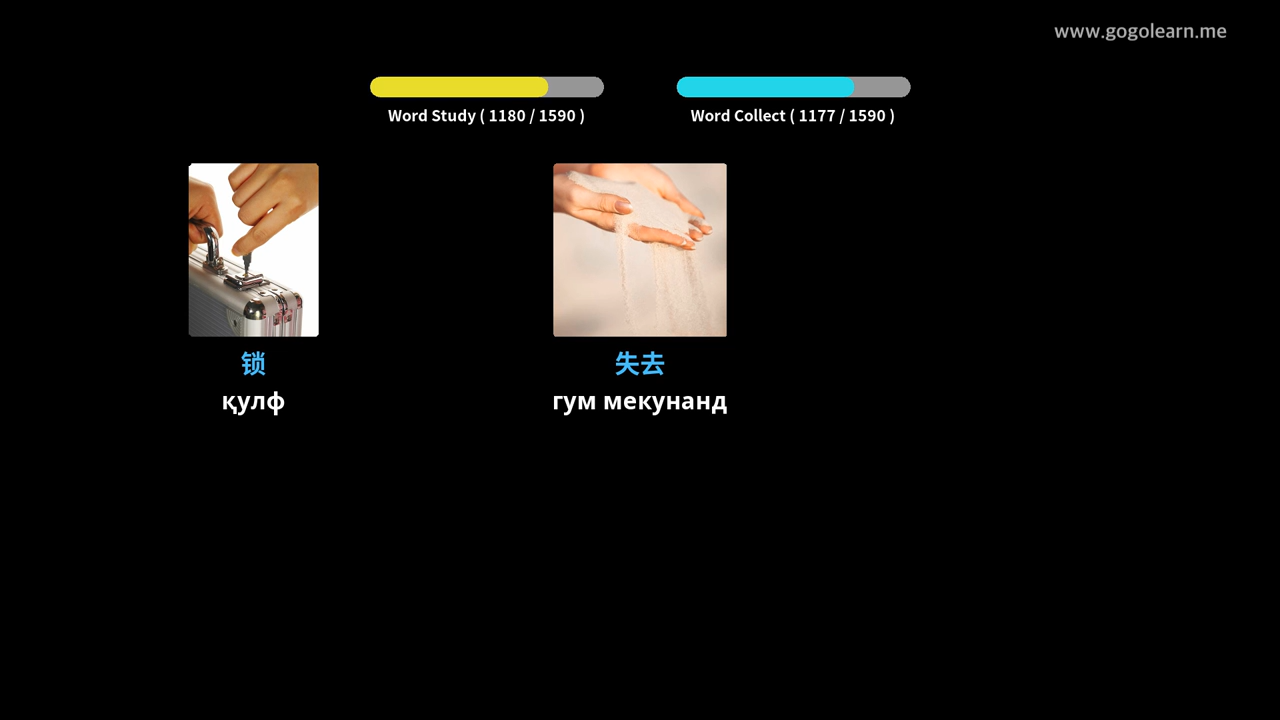 www.gogolearn.me
Word Study ( 1180 / 1590 )
Word Collect ( 1177 / 1590 )
锁
қулф
失去
гум мекунанд